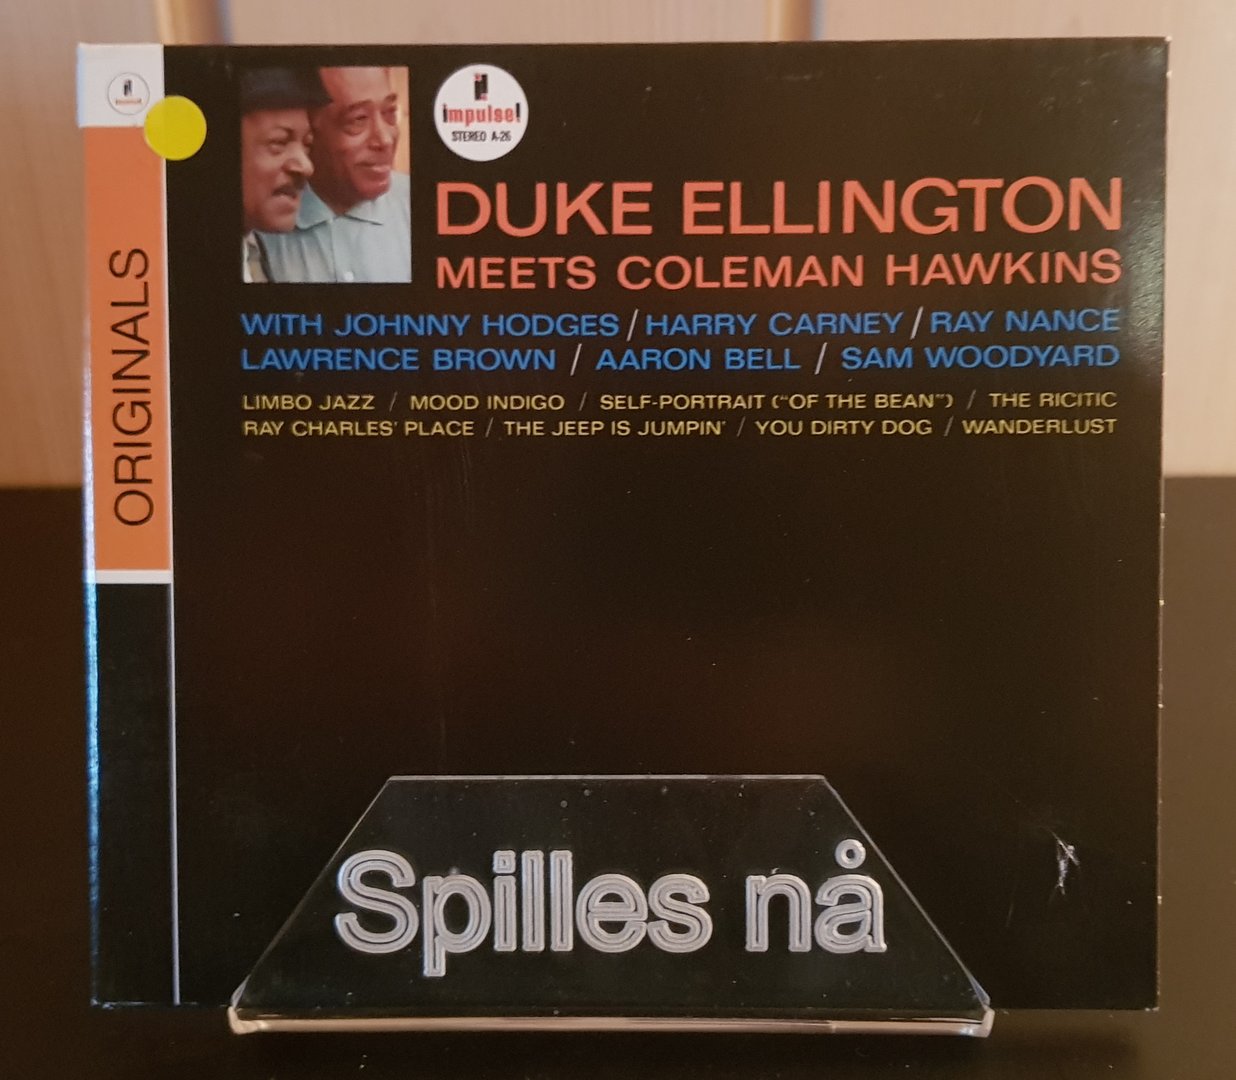 impulse!
STEREO A-26
DUKE ELLINGTON
MEETS COLEMAN HAWKINS
WITH JOHNNY HODGES / HARRY CARNEY / RAY NANCE
LAWRENCE BROWN / AARON BELL / SAM WOODYARD
LIMBO JAZZ / MOOD INDIGO / SELF-PORTRAIT (“OF THE BEAN”) / THE RICITIC
RAY CHARLES' PLACE / THE JEEP IS JUMPIN' / YOU DIRTY DOG / WANDERLUST
ORIGINALS
Spilles nå